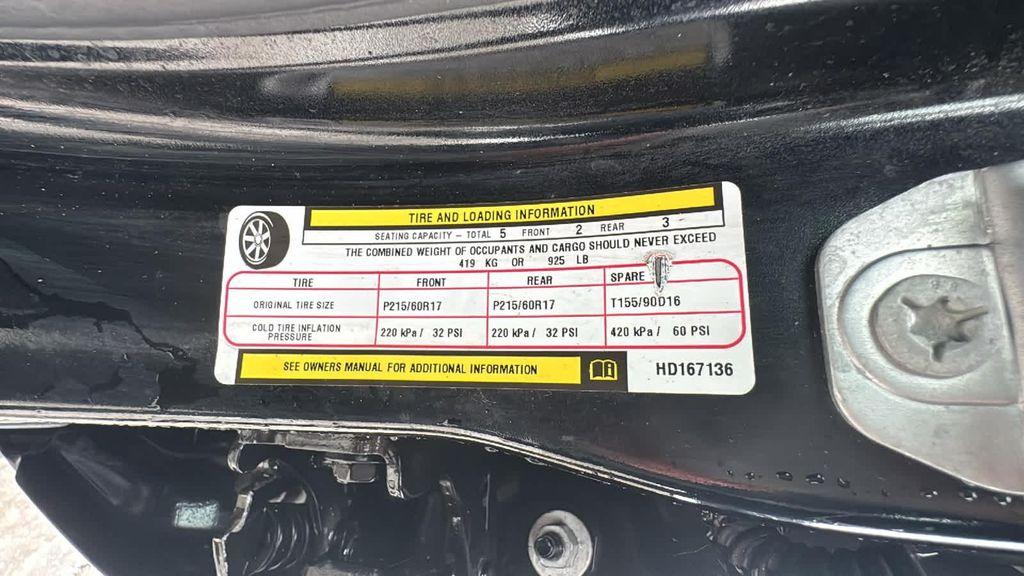 TIRE AND LOADING INFORMATION
SEATING CAPACITY - TOTAL 5 FRONT 2 REAR 3
THE COMBINED WEIGHT OF OCCUPANTS AND CARGO SHOULD NEVER EXCEED
419 KG OR 925 LB
TIRE FRONT REAR SPARE
ORIGINAL TIRE SIZE P215/60R17 P215/60R17 T155/90D16
COLD TIRE INFLATION PRESSURE 220 kPa / 32 PSI 220 kPa / 32 PSI 420 kPa / 60 PSI
SEE OWNERS MANUAL FOR ADDITIONAL INFORMATION HD167136